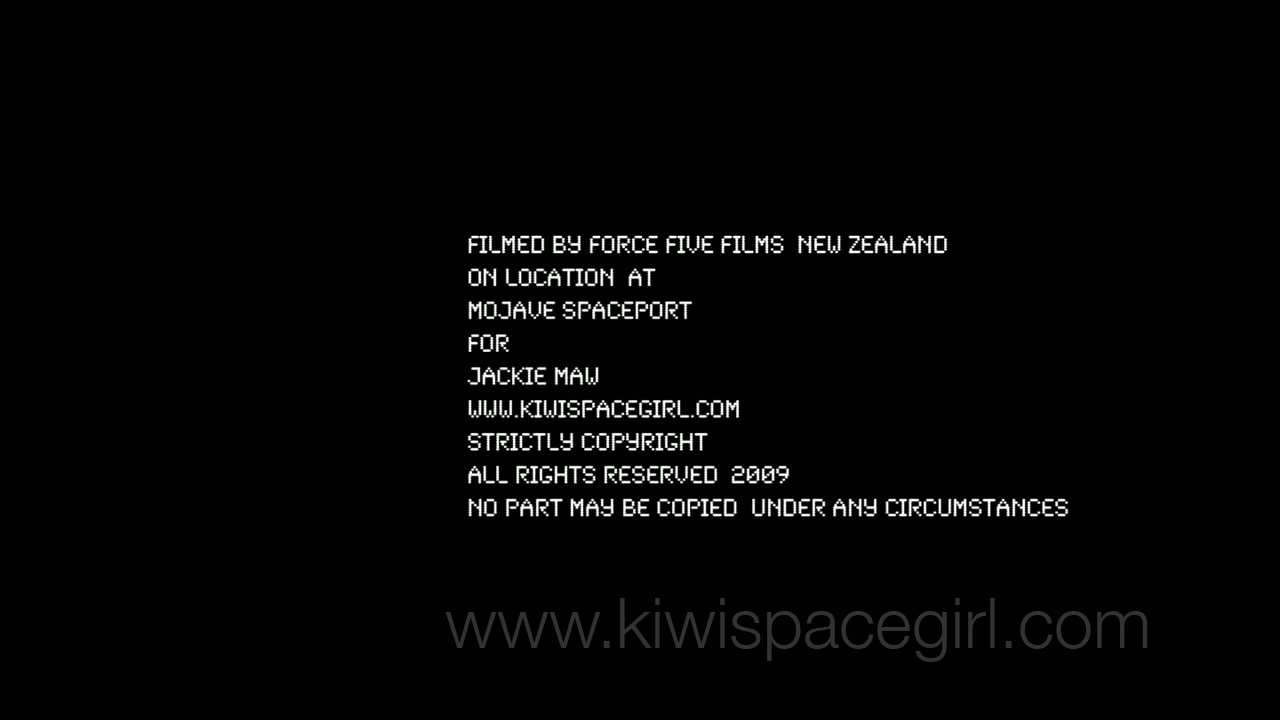 FILMED BY FORCE FIVE FILMS  NEW ZEALAND
ON LOCATION  AT
MOJAVE SPACEPORT
FOR
JACKIE MAW
WWW.KIWISPACEGIRL.COM
STRICTLY COPYRIGHT
ALL RIGHTS RESERVED  2009
NO PART MAY BE COPIED  UNDER ANY CIRCUMSTANCES
www.kiwispacegirl.com